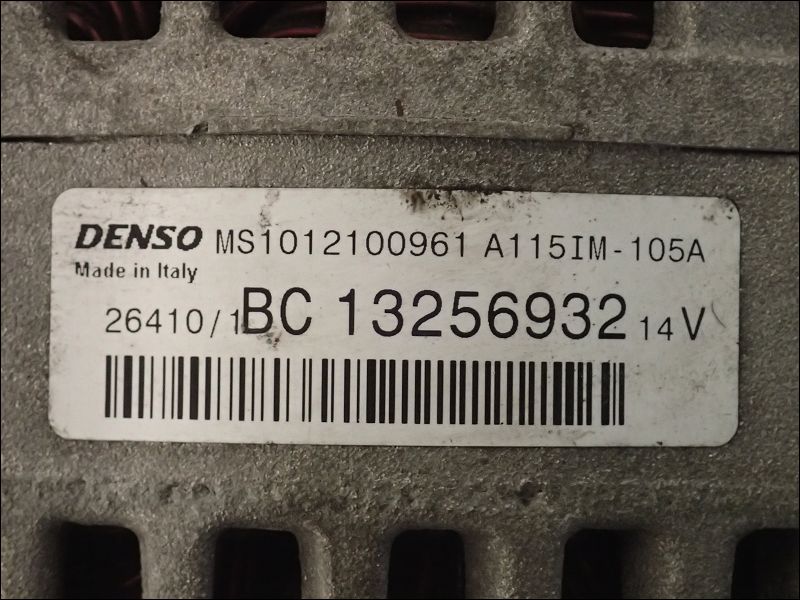 DENSO MS1012100961 A115IM-105A
Made in Italy
26410/1 BC 13256932 14V